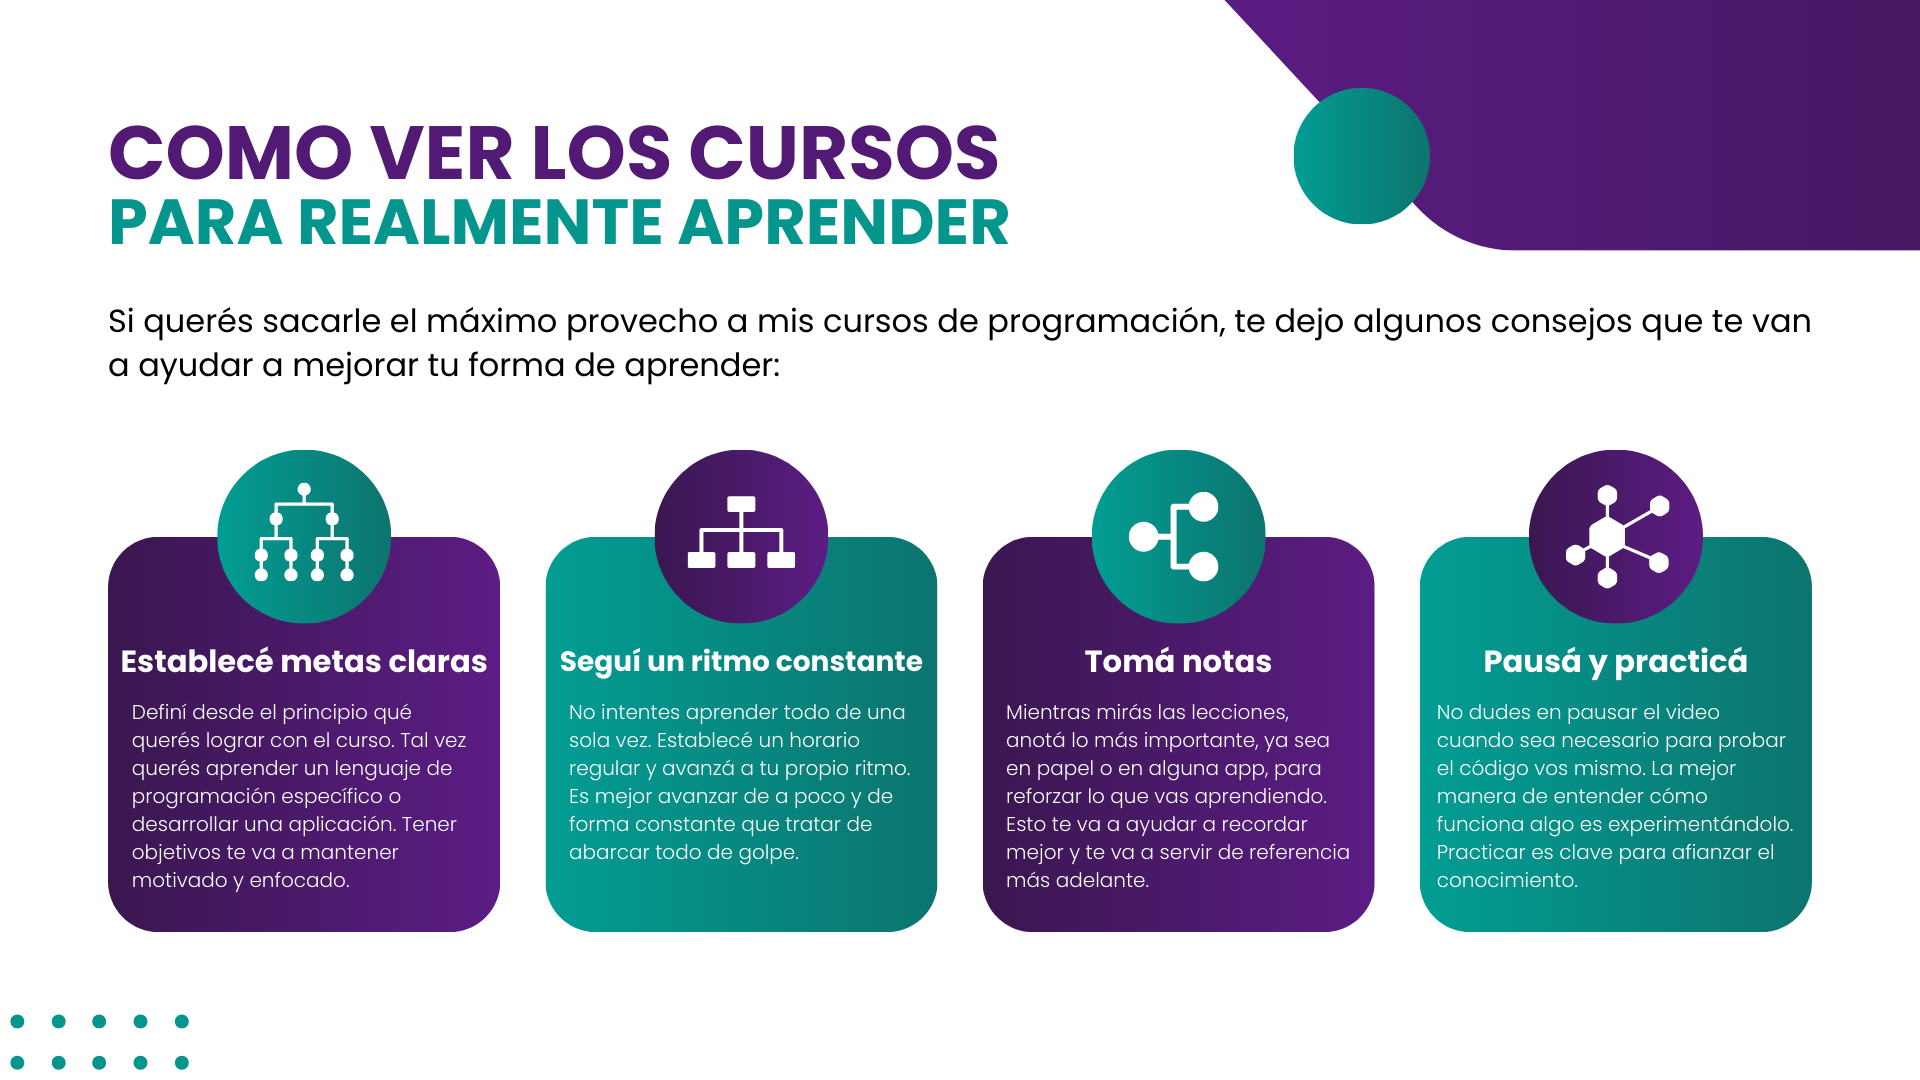 COMO VER LOS CURSOS
PARA REALMENTE APRENDER
Si querés sacarle el máximo provecho a mis cursos de programación, te dejo algunos consejos que te van
a ayudar a mejorar tu forma de aprender:
Establecé metas claras
Definí desde el principio qué
querés lograr con el curso. Tal vez
querés aprender un lenguaje de
programación específico o
desarrollar una aplicación. Tener
objetivos te va a mantener
motivado y enfocado.
Seguí un ritmo constante
No intentes aprender todo de una
sola vez. Establecé un horario
regular y avanzá a tu propio ritmo.
Es mejor avanzar de a poco y de
forma constante que tratar de
abarcar todo de golpe.
Tomá notas
Mientras mirás las lecciones,
anotá lo más importante, ya sea
en papel o en alguna app, para
reforzar lo que vas aprendiendo.
Esto te va a ayudar a recordar
mejor y te va a servir de referencia
más adelante.
Pausá y practicá
No dudes en pausar el video
cuando sea necesario para probar
el código vos mismo. La mejor
manera de entender cómo
funciona algo es experimentándolo.
Practicar es clave para afianzar el
conocimiento.